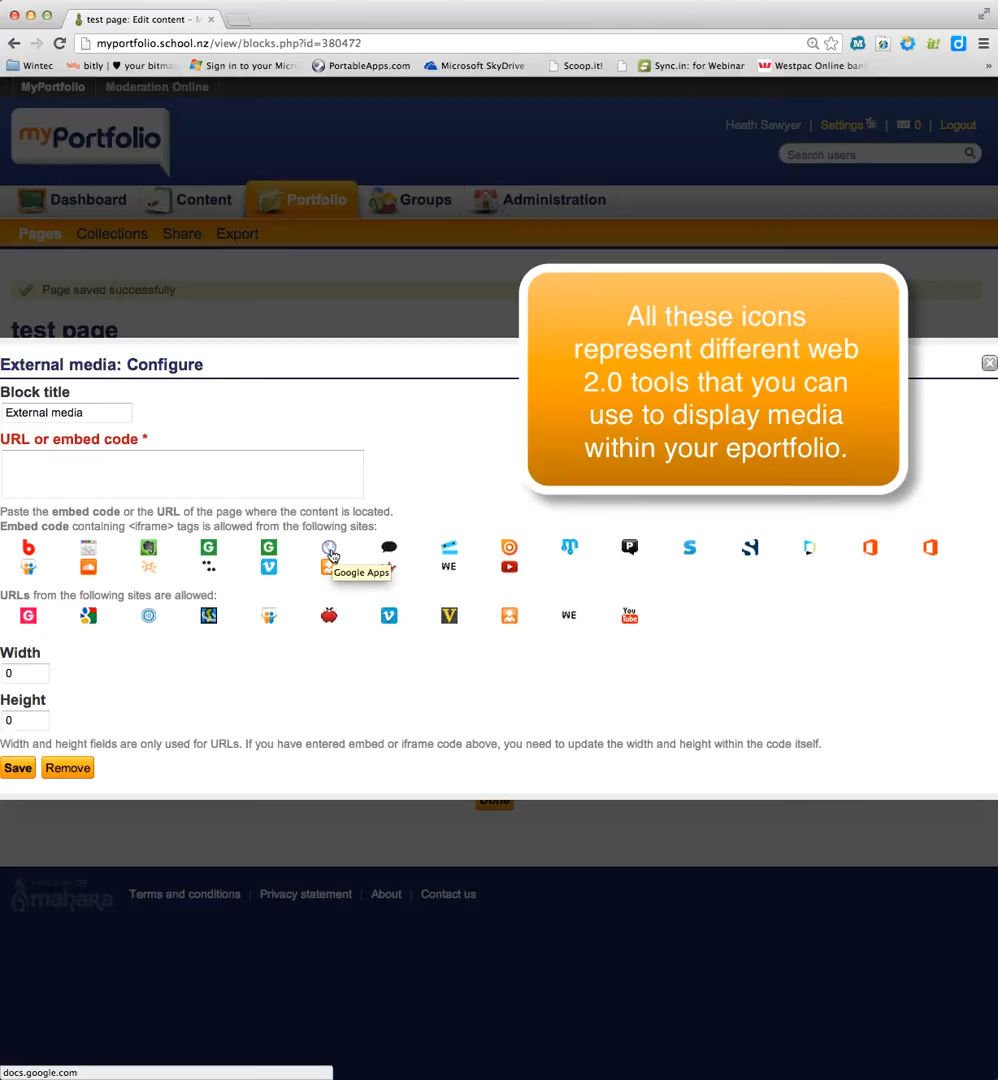 test page: Edit content - M
myportfolio.school.nz/view/blocks.php?id=380472
Wintec bitly | ♥ your bitma Sign in to your Micr PortableApps.com Microsoft SkyDrive Scoop.it! Sync.in: for Webinar Westpac Online ban »
MyPortfolio Moderation Online
myPortfolio
Heath Sawyer | Settings | 0 | Logout
Search users
Dashboard Content Portfolio Groups Administration
Pages Collections Share Export
Page saved successfully
test page
All these icons
represent different web
2.0 tools that you can
use to display media
within your eportfolio.
External media: Configure
Block title
External media
URL or embed code *
Paste the embed code or the URL of the page where the content is located.
Embed code containing <iframe> tags is allowed from the following sites:
WE
Google Apps
URLs from the following sites are allowed:
WE You Tube
Width
0
Height
0
Width and height fields are only used for URLs. If you have entered embed or iframe code above, you need to update the width and height within the code itself.
Save Remove
Done
mahara
Terms and conditions | Privacy statement | About | Contact us
docs.google.com